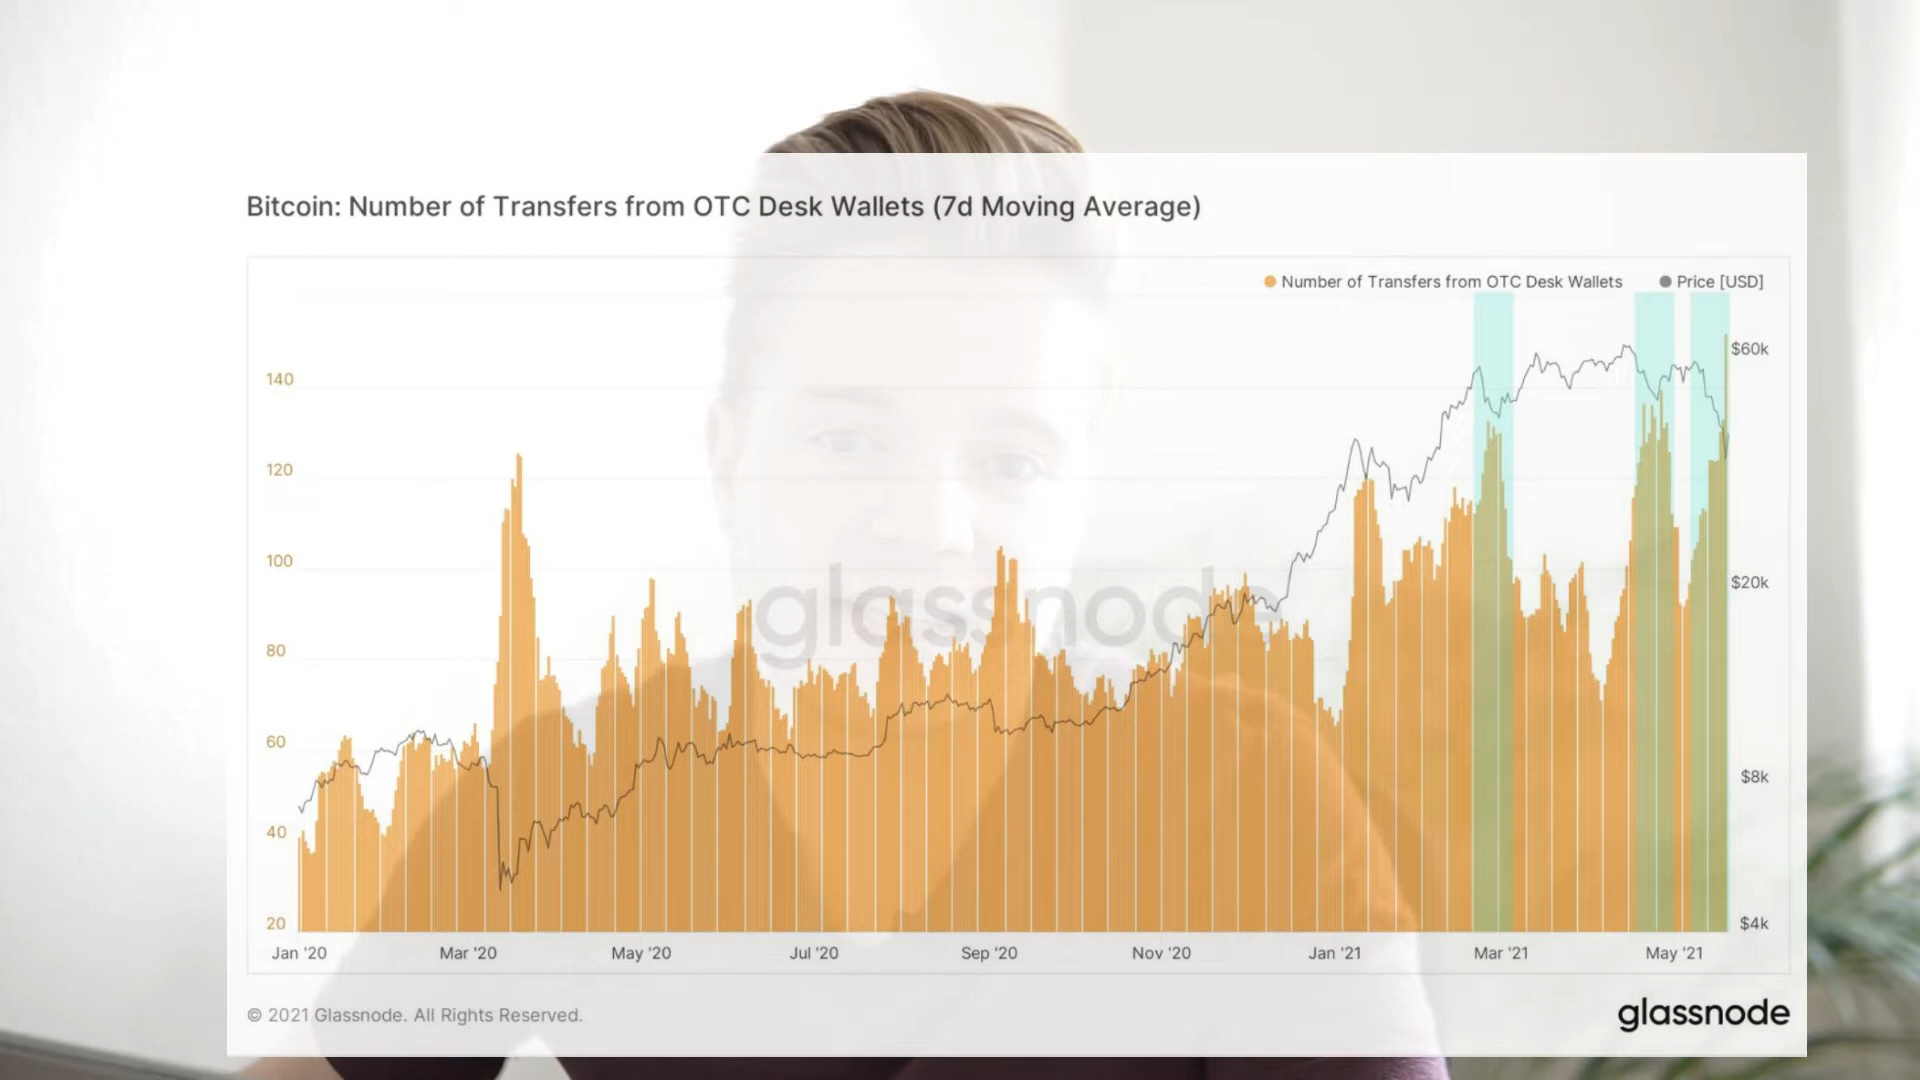 Bitcoin: Number of Transfers from OTC Desk Wallets (7d Moving Average)
Number of Transfers from OTC Desk Wallets Price [USD]
140
120
100
80
60
40
20
$60k
$20k
$8k
$4k
glassnode
Jan '20 Mar '20 May '20 Jul '20 Sep '20 Nov '20 Jan '21 Mar '21 May '21
© 2021 Glassnode. All Rights Reserved.
glassnode